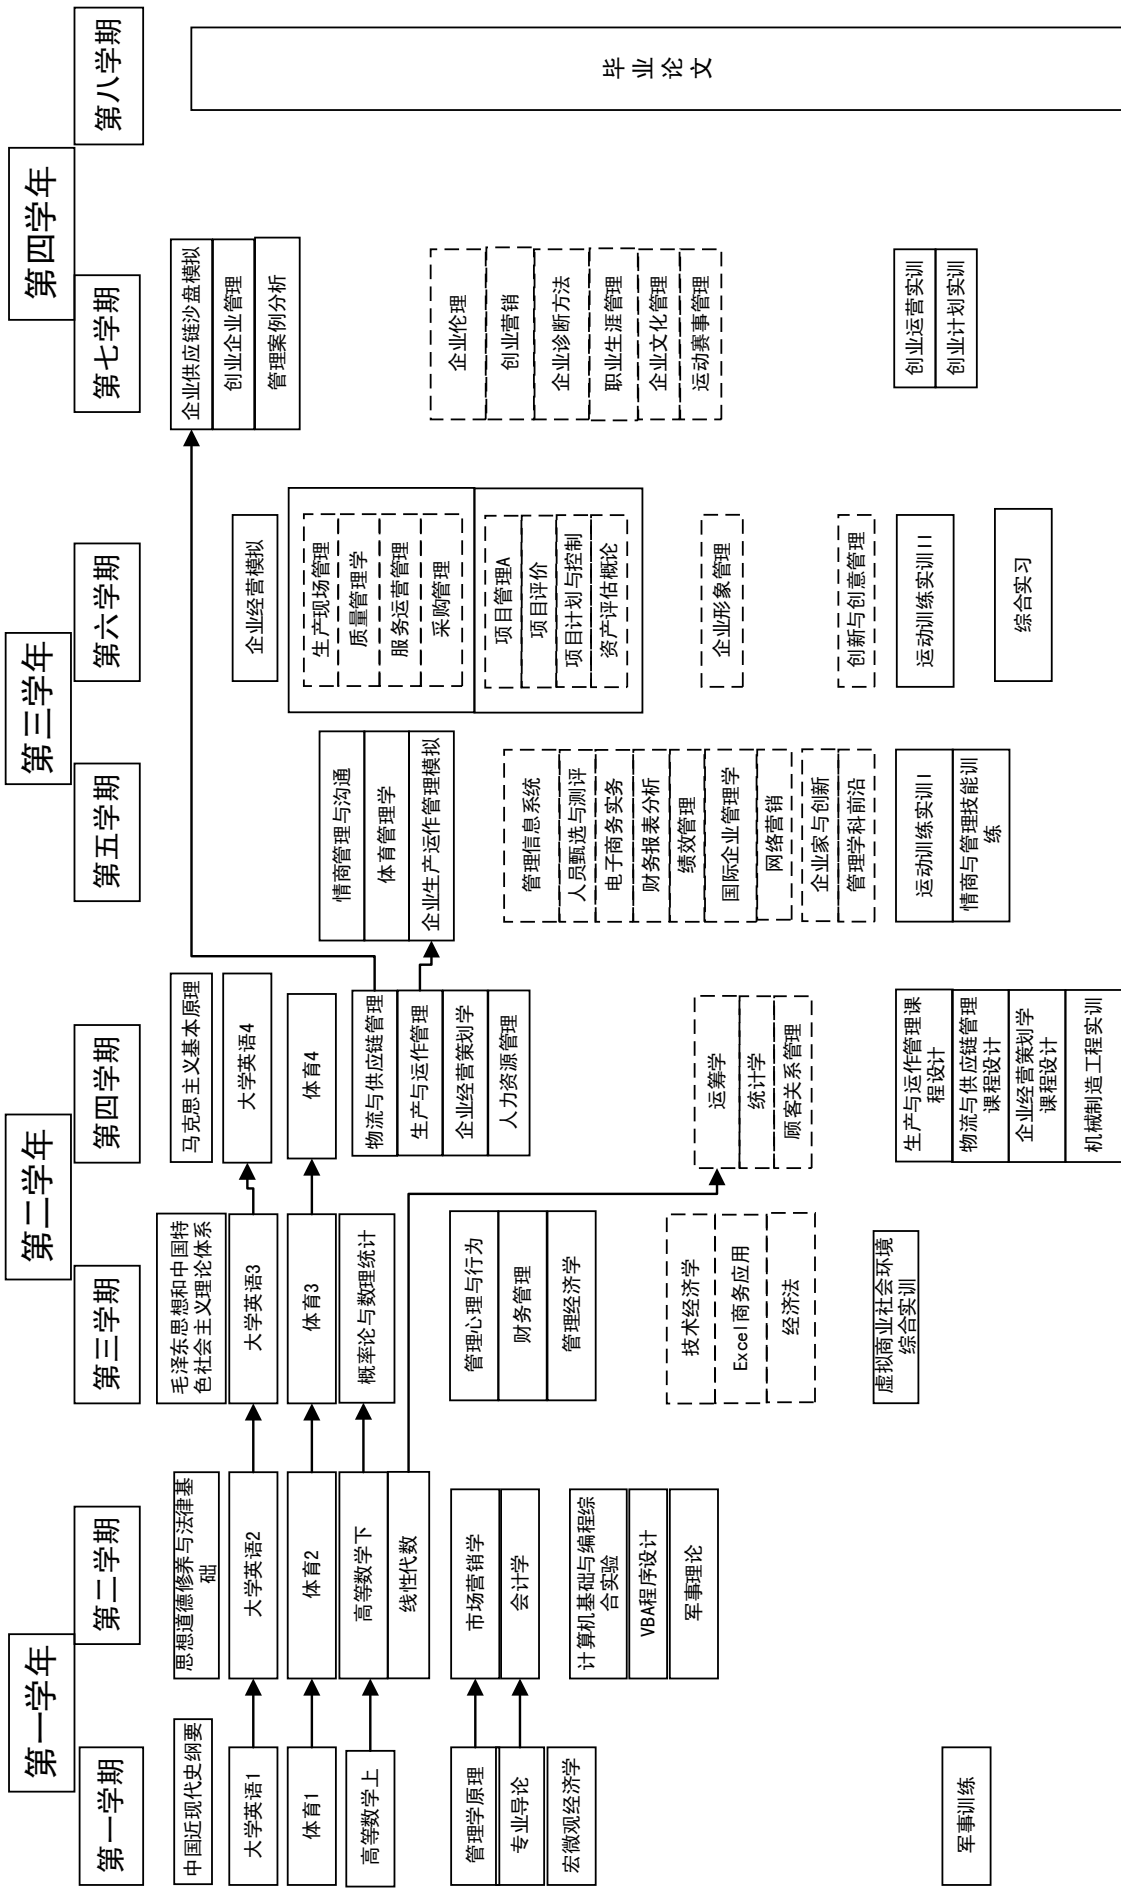 第一学年
第二学年
第三学年
第四学年
第一学期
第二学期
第三学期
第四学期
第五学期
第六学期
第七学期
第八学期
中国近现代史纲要
大学英语1
体育1
高等数学上
管理学原理
专业导论
宏微观经济学
军事训练
思想道德修养与法律基
础
大学英语2
体育2
高等数学下
线性代数
市场营销学
会计学
计算机基础与编程综
合实验
VBA程序设计
军事理论
毛泽东思想和中国特
色社会主义理论体系
大学英语3
体育3
概率论与数理统计
管理心理与行为
财务管理
管理经济学
技术经济学
Excel商务应用
经济法
虚拟商业社会环境
综合实训
马克思主义基本原理
大学英语4
体育4
物流与供应链管理
生产与运作管理
企业经营策划学
人力资源管理
运筹学
统计学
顾客关系管理
生产与运作管理课
程设计
物流与供应链管理
课程设计
企业经营策划学
课程设计
机械制造工程实训
情商管理与沟通
体育管理学
企业生产运作管理模拟
管理信息系统
人员甄选与测评
电子商务实务
财务报表分析
绩效管理
国际企业管理学
网络营销
企业家与创新
管理学科前沿
运动训练实训I
情商与管理技能训
练
企业经营模拟
生产现场管理
质量管理学
服务运营管理
采购管理
项目管理A
项目评价
项目计划与控制
资产评估概论
企业形象管理
创新与创意管理
运动训练实训II
综合实习
企业供应链沙盘模拟
创业企业管理
管理案例分析
企业伦理
创业营销
企业诊断方法
职业生涯管理
企业文化管理
运动赛事管理
创业运营实训
创业计划实训
毕业论文